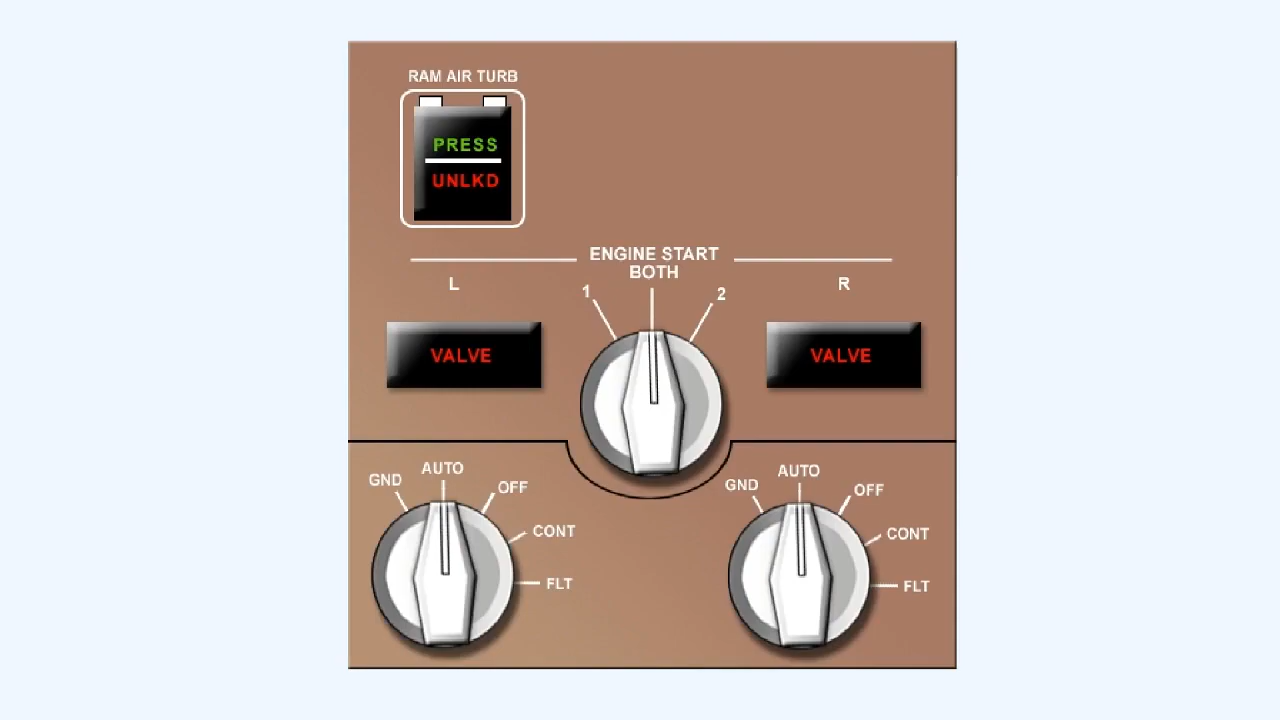 RAM AIR TURB
PRESS
UNLKD
ENGINE START
BOTH
L
1
2
R
VALVE
VALVE
GND
AUTO
OFF
CONT
FLT
GND
AUTO
OFF
CONT
FLT